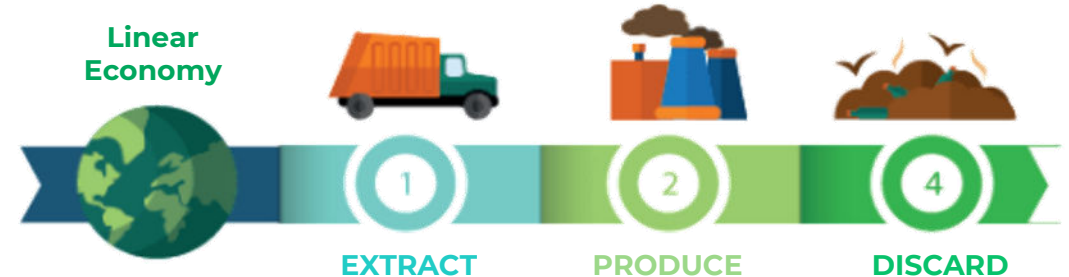 Linear
Economy
1
2
4
EXTRACT
PRODUCE
DISCARD